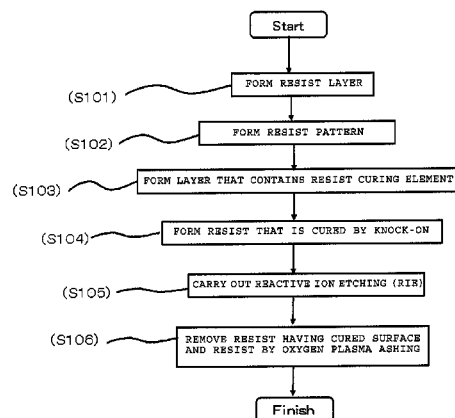 Start
(S101)
FORM RESIST LAYER
(S102)
FORM RESIST PATTERN
(S103)
FORM LAYER THAT CONTAINS RESIST CURING ELEMENT
(S104)
FORM RESIST THAT IS CURED BY KNOCK-ON
(S105)
CARRY OUT REACTIVE ION ETCHING (RIE)
(S106)
REMOVE RESIST HAVING CURED SURFACE
AND RESIST BY OXYGEN PLASMA ASHING
Finish